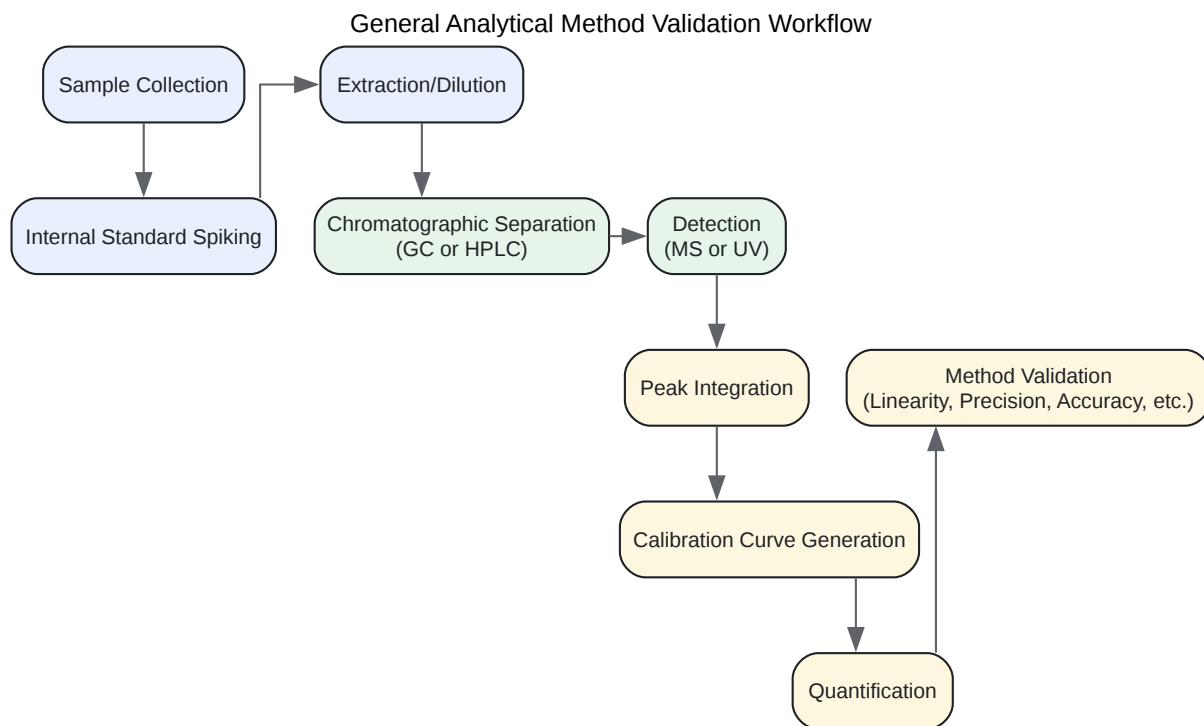 General Analytical Method Validation Workflow
Sample Collection
Extraction/Dilution
Internal Standard Spiking
Chromatographic Separation
(GC or HPLC)
Detection
(MS or UV)
Peak Integration
Method Validation
(Linearity, Precision, Accuracy, etc.)
Calibration Curve Generation
Quantification